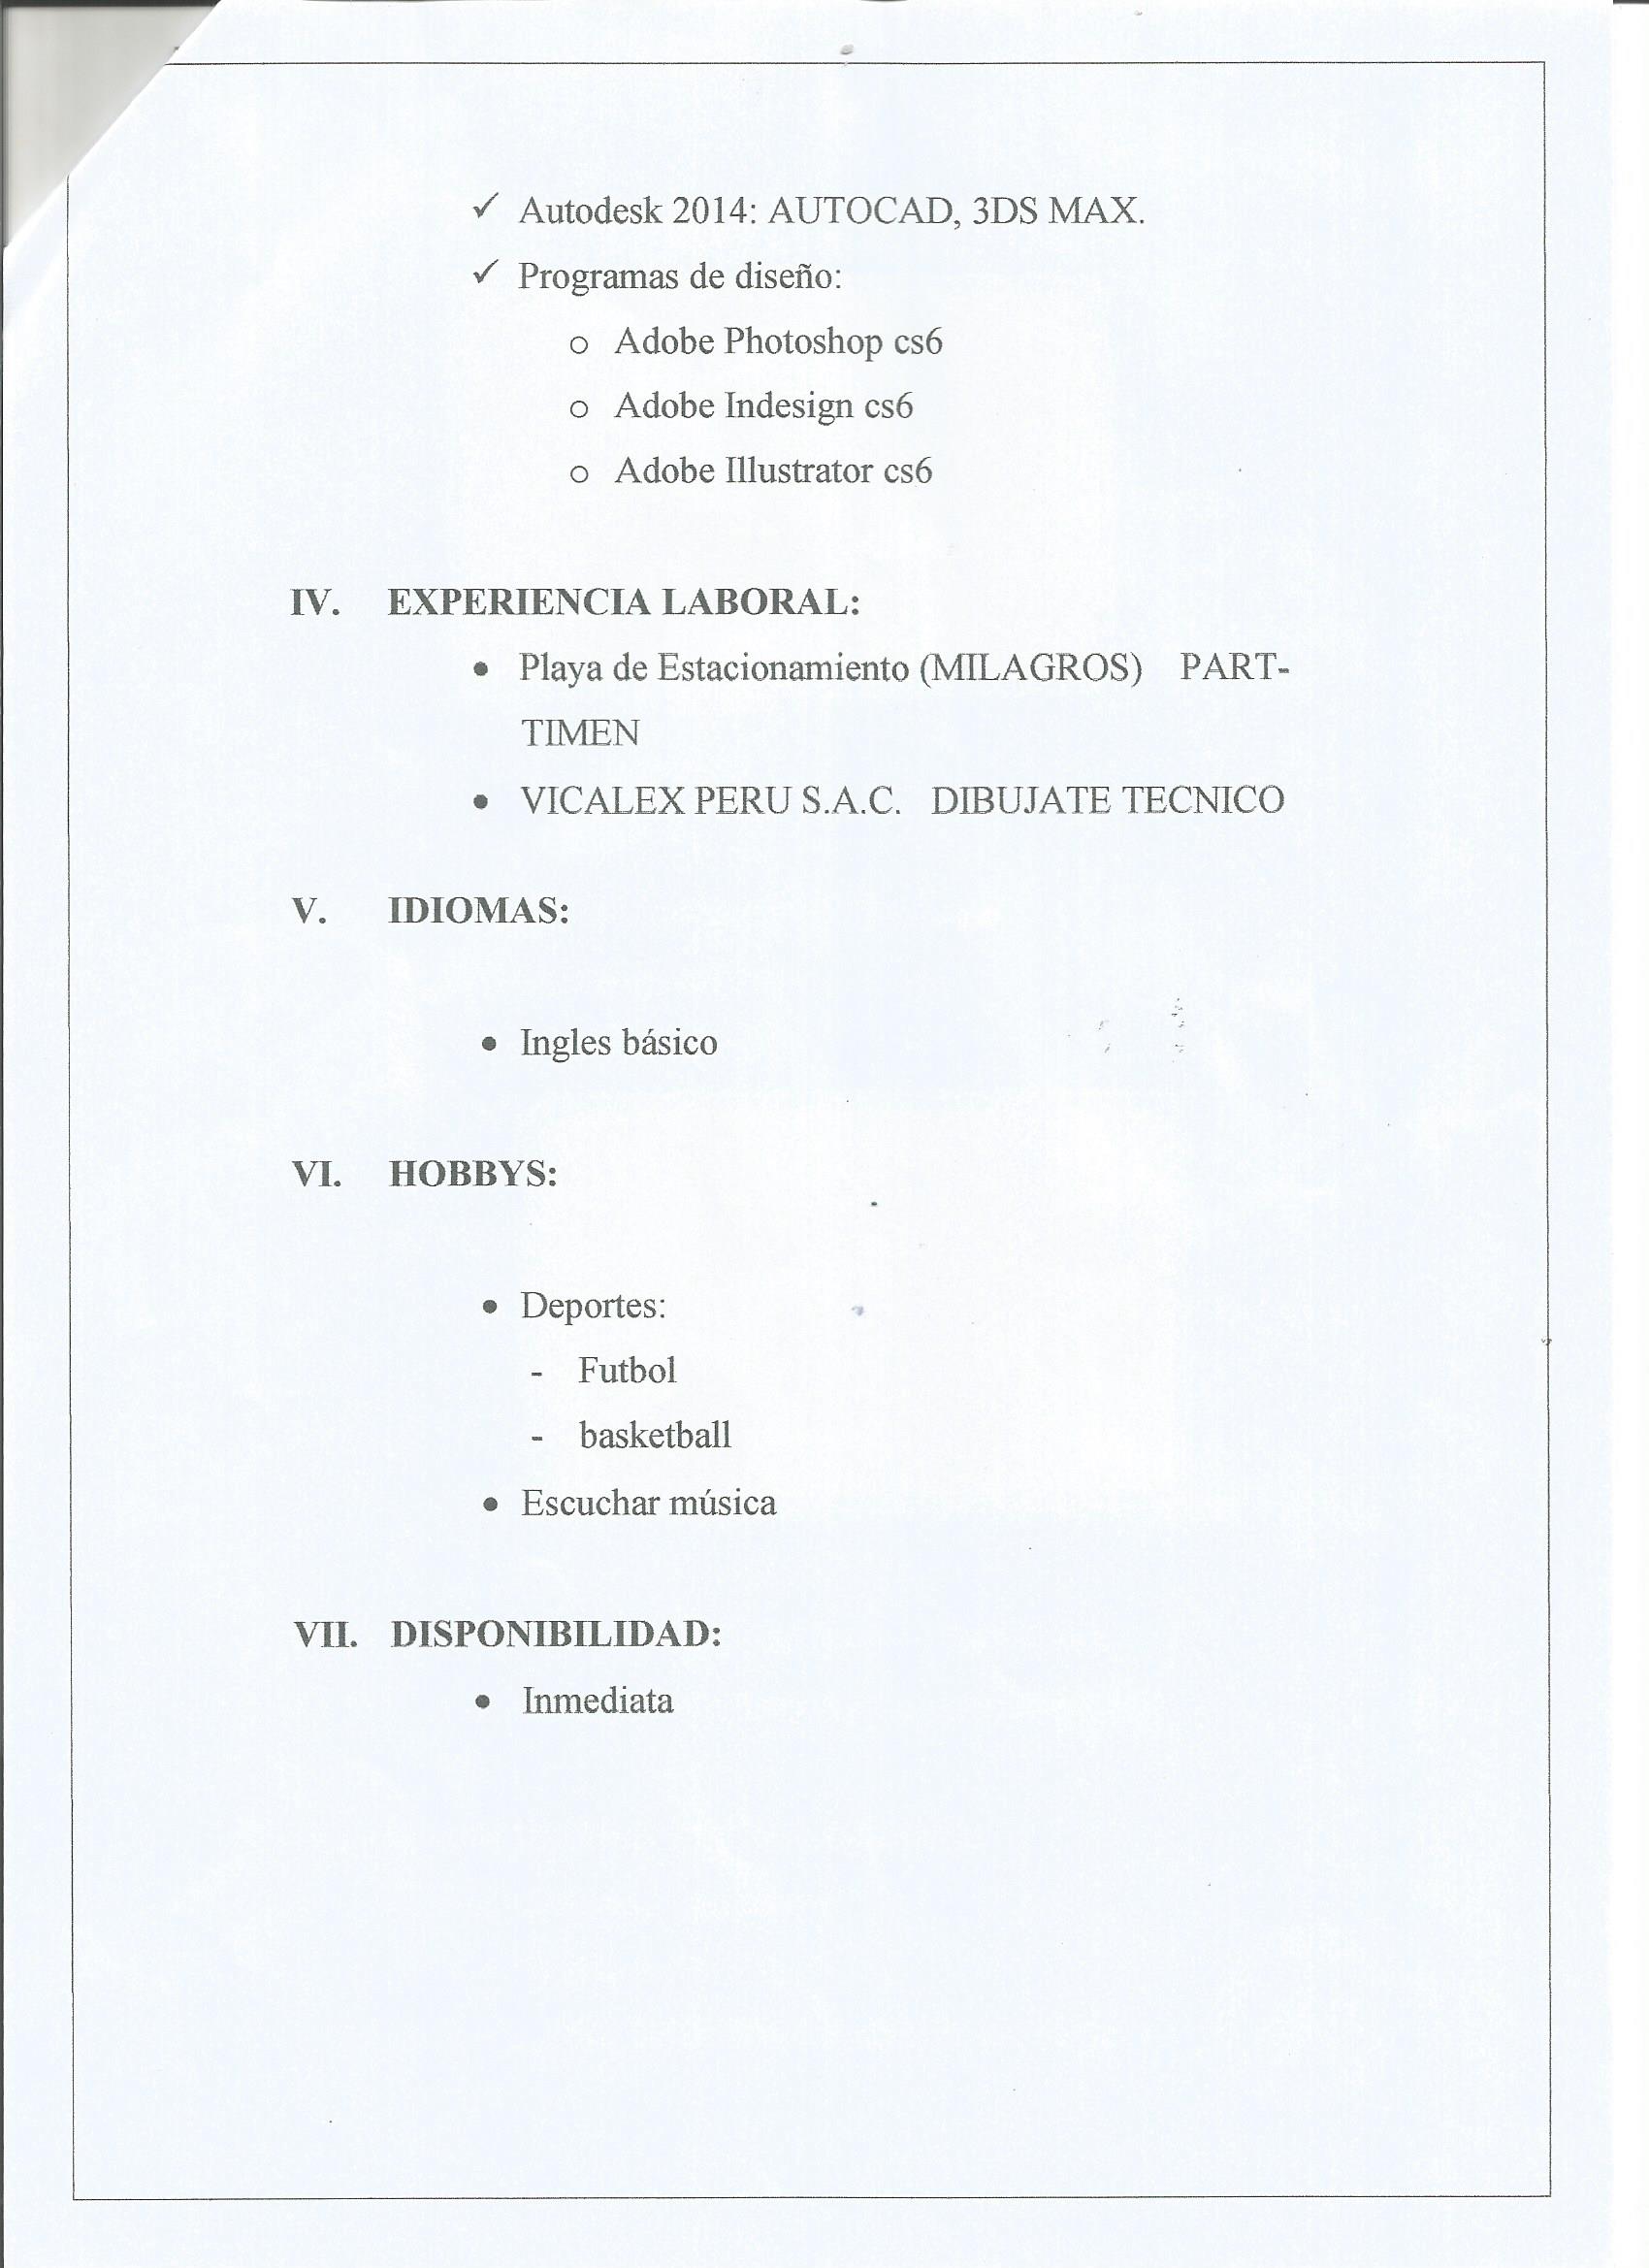 ✓ Autodesk 2014: AUTOCAD, 3DS MAX.
✓ Programas de diseño:
o Adobe Photoshop cs6
o Adobe Indesign cs6
o Adobe Illustrator cs6
IV. EXPERIENCIA LABORAL:
• Playa de Estacionamiento (MILAGROS) PART-
TIMEN
• VICALEX PERU S.A.C. DIBUJATE TECNICO
V. IDIOMAS:
• Ingles básico
VI. HOBBYS:
• Deportes:
- Futbol
- basketball
• Escuchar música
VII. DISPONIBILIDAD:
• Inmediata